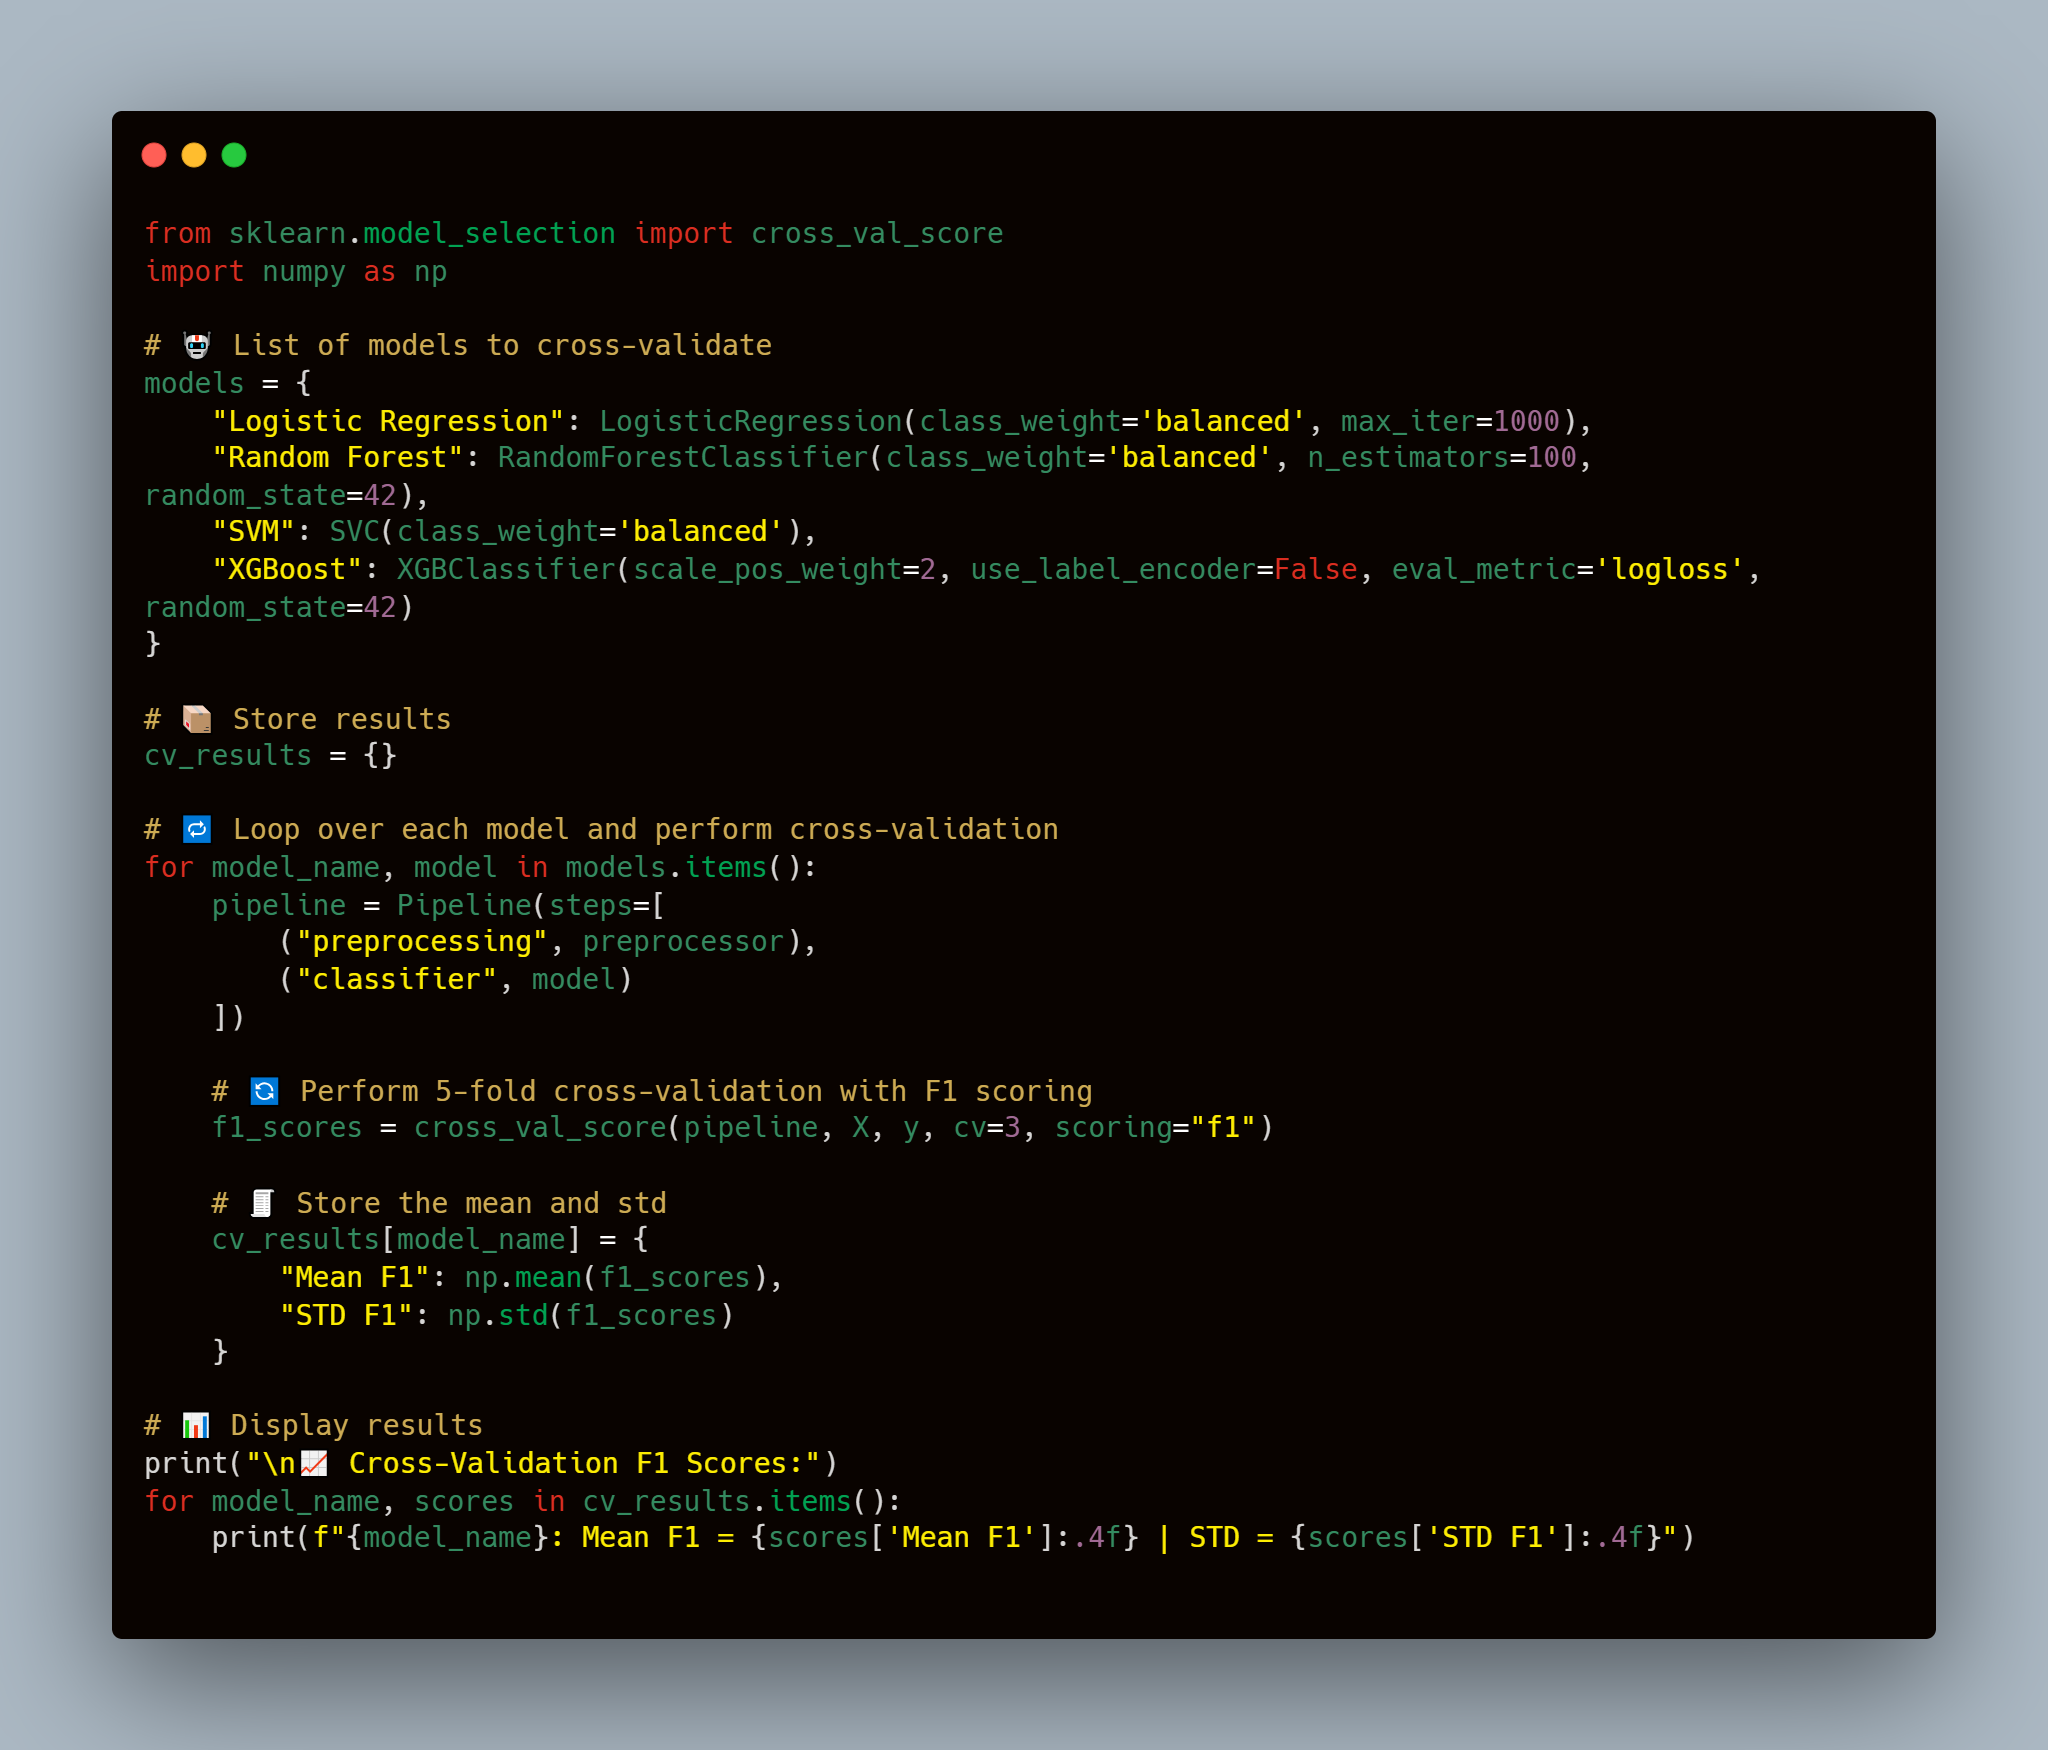 from sklearn.model_selection import cross_val_score
import numpy as np
# 🤖 List of models to cross-validate
models = {
    "Logistic Regression": LogisticRegression(class_weight='balanced', max_iter=1000),
    "Random Forest": RandomForestClassifier(class_weight='balanced', n_estimators=100,
random_state=42),
    "SVM": SVC(class_weight='balanced'),
    "XGBoost": XGBClassifier(scale_pos_weight=2, use_label_encoder=False, eval_metric='logloss',
random_state=42)
}
# 📦 Store results
cv_results = {}
# 🔁 Loop over each model and perform cross-validation
for model_name, model in models.items():
    pipeline = Pipeline(steps=[
        ("preprocessing", preprocessor),
        ("classifier", model)
    ])
    # 🔄 Perform 5-fold cross-validation with F1 scoring
    f1_scores = cross_val_score(pipeline, X, y, cv=3, scoring="f1")
    # 🧾 Store the mean and std
    cv_results[model_name] = {
        "Mean F1": np.mean(f1_scores),
        "STD F1": np.std(f1_scores)
    }
# 📊 Display results
print("\n📈 Cross-Validation F1 Scores:")
for model_name, scores in cv_results.items():
    print(f"{model_name}: Mean F1 = {scores['Mean F1']:.4f} | STD = {scores['STD F1']:.4f}")